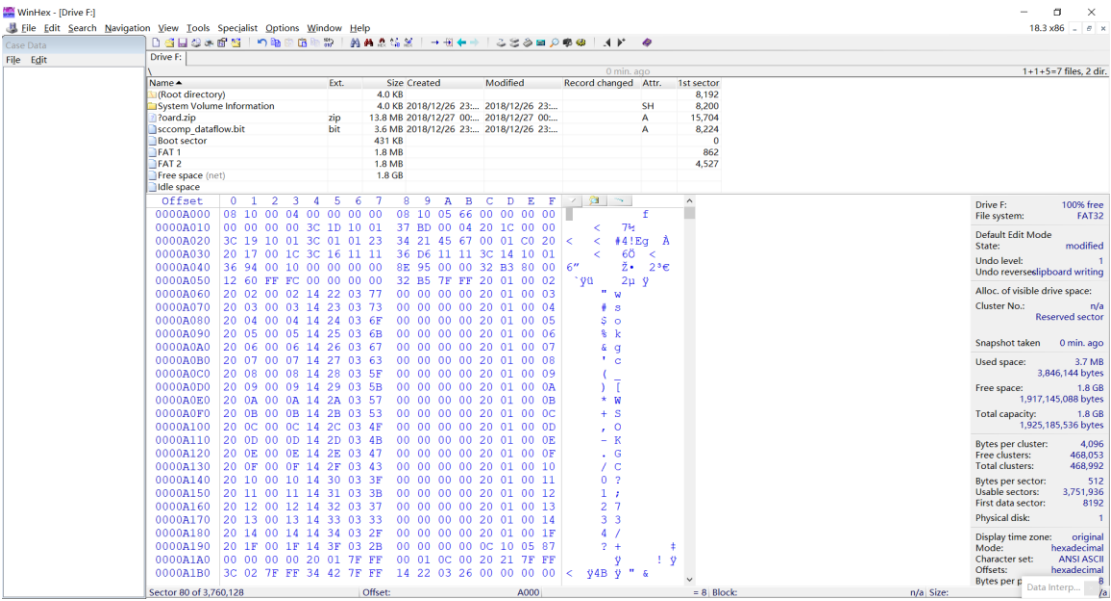 WinHex - [Drive F:]
File Edit Search Navigation View Tools Specialist Options Window Help 18.3 x86
Case Data
File Edit
Drive F:
\ 0 min. ago 1+1+5=7 files, 2 dir.
Name Ext. Size Created Modified Record changed Attr. 1st sector
(Root directory) 4.0 KB 8,192
System Volume Information 4.0 KB 2018/12/26 23:... 2018/12/26 23:... SH 8,200
?oard.zip zip 13.8 MB 2018/12/27 00:... 2018/12/27 00:... A 15,704
sccomp_dataflow.bit bit 3.6 MB 2018/12/26 23:... 2018/12/26 23:... A 8,224
Boot sector 431 KB 0
FAT 1 1.8 MB 862
FAT 2 1.8 MB 4,527
Free space (net) 1.8 GB
Idle space
Offset 0 1 2 3 4 5 6 7 8 9 A B C D E F
0000A000 08 10 00 04 00 00 00 00 08 10 05 66 00 00 00 00 f
0000A010 00 00 00 00 3C 1D 10 01 37 BD 00 04 20 1C 00 00 < 7½
0000A020 3C 19 10 01 3C 01 01 23 34 21 45 67 00 01 C0 20 < < #4!Eg À
0000A030 20 17 00 1C 3C 16 11 11 36 D6 11 11 3C 14 10 01 < 6Ö <
0000A040 36 94 00 10 00 00 00 00 8E 95 00 00 32 B3 80 00 6” Ž• 2³€
0000A050 12 60 FF FC 00 00 00 00 32 B5 7F FF 20 01 00 02 `ÿü 2µ ÿ
0000A060 20 02 00 02 14 22 03 77 00 00 00 00 20 01 00 03 " w
0000A070 20 03 00 03 14 23 03 73 00 00 00 00 20 01 00 04 # s
0000A080 20 04 00 04 14 24 03 6F 00 00 00 00 20 01 00 05 $ o
0000A090 20 05 00 05 14 25 03 6B 00 00 00 00 20 01 00 06 % k
0000A0A0 20 06 00 06 14 26 03 67 00 00 00 00 20 01 00 07 & g
0000A0B0 20 07 00 07 14 27 03 63 00 00 00 00 20 01 00 08 ' c
0000A0C0 20 08 00 08 14 28 03 5F 00 00 00 00 20 01 00 09 ( _
0000A0D0 20 09 00 09 14 29 03 5B 00 00 00 00 20 01 00 0A ) [
0000A0E0 20 0A 00 0A 14 2A 03 57 00 00 00 00 20 01 00 0B * W
0000A0F0 20 0B 00 0B 14 2B 03 53 00 00 00 00 20 01 00 0C + S
0000A100 20 0C 00 0C 14 2C 03 4F 00 00 00 00 20 01 00 0D , O
0000A110 20 0D 00 0D 14 2D 03 4B 00 00 00 00 20 01 00 0E - K
0000A120 20 0E 00 0E 14 2E 03 47 00 00 00 00 20 01 00 0F . G
0000A130 20 0F 00 0F 14 2F 03 43 00 00 00 00 20 01 00 10 / C
0000A140 20 10 00 10 14 30 03 3F 00 00 00 00 20 01 00 11 0 ?
0000A150 20 11 00 11 14 31 03 3B 00 00 00 00 20 01 00 12 1 ;
0000A160 20 12 00 12 14 32 03 37 00 00 00 00 20 01 00 13 2 7
0000A170 20 13 00 13 14 33 03 33 00 00 00 00 20 01 00 14 3 3
0000A180 20 14 00 14 14 34 03 2F 00 00 00 00 20 01 00 1F 4 /
0000A190 20 1F 00 1F 14 3F 03 2B 00 00 00 00 0C 10 05 87 ? + ‡
0000A1A0 00 00 00 00 20 01 7F FF 00 01 0C 00 20 21 7F FF ÿ ! ÿ
0000A1B0 3C 02 7F FF 34 42 7F FF 14 22 03 26 00 00 00 00 < ÿ4B ÿ " &
Drive F: 100% free
File system: FAT32
Default Edit Mode
State: modified
Undo level: 1
Undo reverses: clipboard writing
Alloc. of visible drive space:
Cluster No.: n/a
Reserved sector
Snapshot taken 0 min. ago
Used space: 3.7 MB
3,846,144 bytes
Free space: 1.8 GB
1,917,145,088 bytes
Total capacity: 1.8 GB
1,925,185,536 bytes
Bytes per cluster: 4,096
Free clusters: 468,053
Total clusters: 468,992
Bytes per sector: 512
Usable sectors: 3,751,936
First data sector: 8192
Physical disk: 1
Display time zone: original
Mode: hexadecimal
Character set: ANSI ASCII
Offsets: hexadecimal
Bytes per p 8
Data Interp...
Sector 80 of 3,760,128 Offset: A000 = 8 Block: n/a Size: